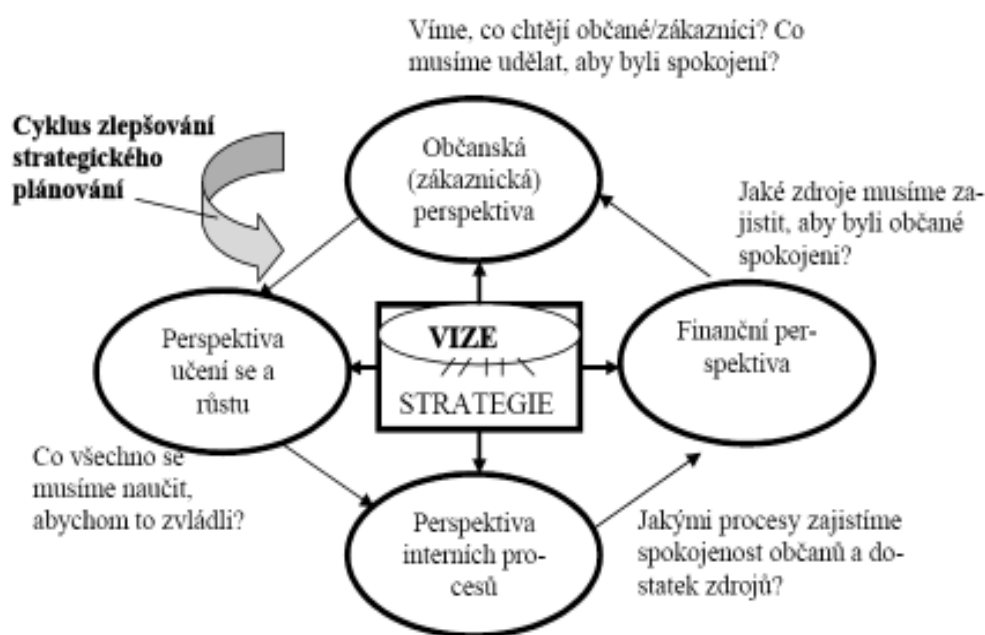 Víme, co chtějí občané/zákazníci? Co
musíme udělat, aby byli spokojení?
Cyklus zlepšování
strategického
plánování
Občanská
(zákaznická)
perspektiva
Jaké zdroje musíme za-
jistit, aby byli občané
spokojeni?
Perspektiva
učení se a
růstu
VIZE
STRATEGIE
Finanční per-
spektiva
Co všechno se
musíme naučit,
abychom to zvládli?
Perspektiva
interních pro-
cesů
Jakými procesy zajistíme
spokojenost občanů a do-
statek zdrojů?